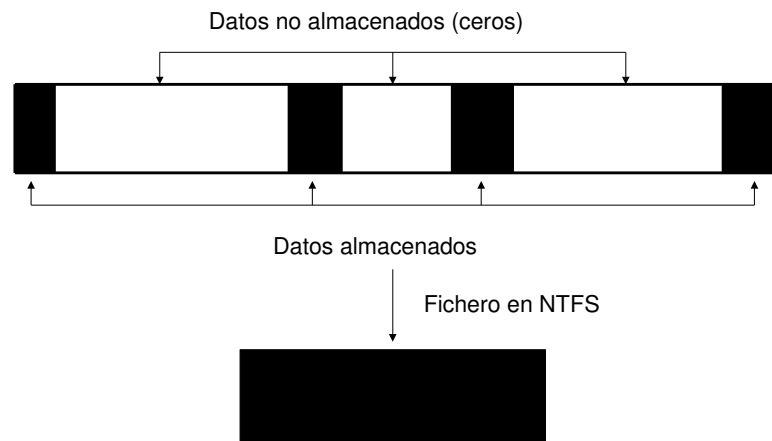 Datos no almacenados (ceros)
Datos almacenados
Fichero en NTFS